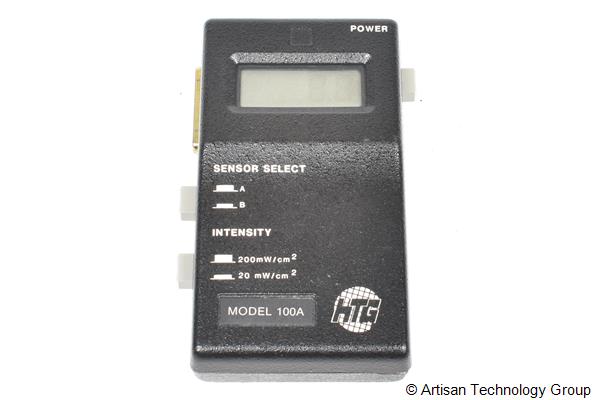 POWER
SENSOR SELECT
A
B
INTENSITY
200mW/cm²
20 mW/cm²
MODEL 100A
HTG
© Artisan Technology Group